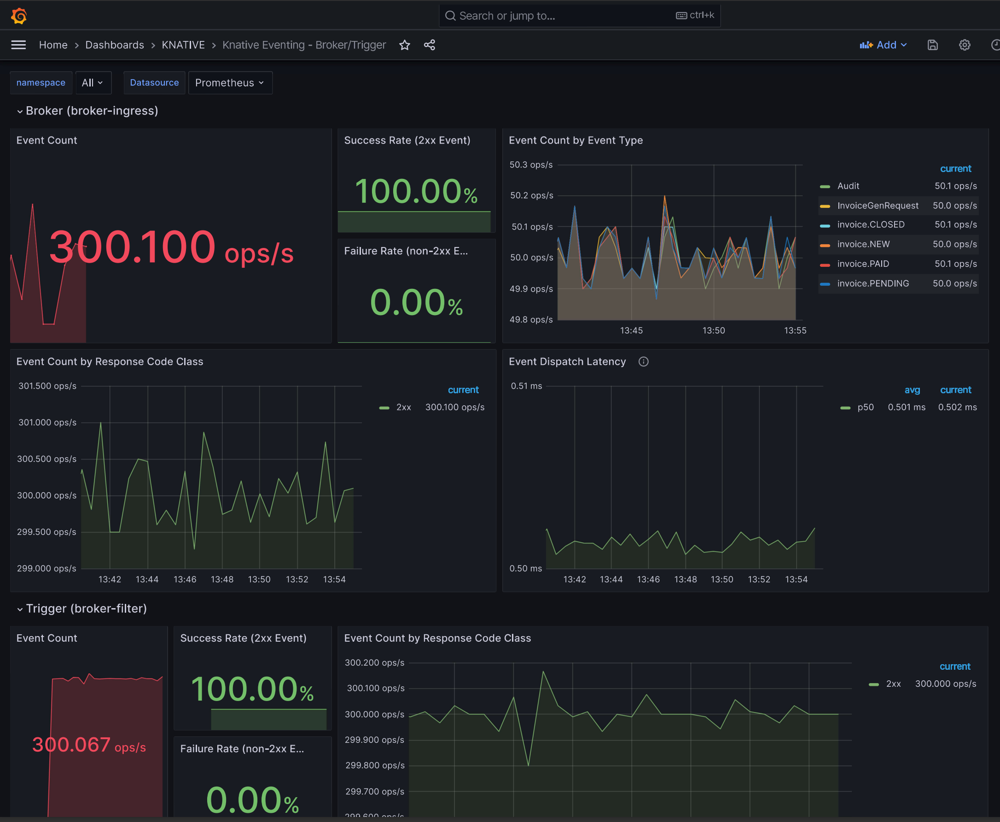 Search or jump to... ctrl+k
Home > Dashboards > KNATIVE > Knative Eventing - Broker/Trigger Add
namespace All Datasource Prometheus
Broker (broker-ingress)
Event Count
300.100 ops/s
Success Rate (2xx Event)
100.00%
Failure Rate (non-2xx E...
0.00%
Event Count by Event Type
50.3 ops/s
50.2 ops/s
50.1 ops/s
50.0 ops/s
49.9 ops/s
49.8 ops/s
13:45 13:50 13:55
current
Audit 50.1 ops/s
InvoiceGenRequest 50.0 ops/s
invoice.CLOSED 50.1 ops/s
invoice.NEW 50.0 ops/s
invoice.PAID 50.1 ops/s
invoice.PENDING 50.0 ops/s
Event Count by Response Code Class
301.500 ops/s
301.000 ops/s
300.500 ops/s
300.000 ops/s
299.500 ops/s
299.000 ops/s
13:42 13:44 13:46 13:48 13:50 13:52 13:54
current
2xx 300.100 ops/s
Event Dispatch Latency
0.51 ms
0.50 ms
13:42 13:44 13:46 13:48 13:50 13:52 13:54
avg current
p50 0.501 ms 0.502 ms
Trigger (broker-filter)
Event Count
300.067 ops/s
Success Rate (2xx Event)
100.00%
Failure Rate (non-2xx E...
0.00%
Event Count by Response Code Class
300.200 ops/s
300.100 ops/s
300.000 ops/s
299.900 ops/s
299.800 ops/s
299.700 ops/s
299.600 ops/s
current
2xx 300.000 ops/s